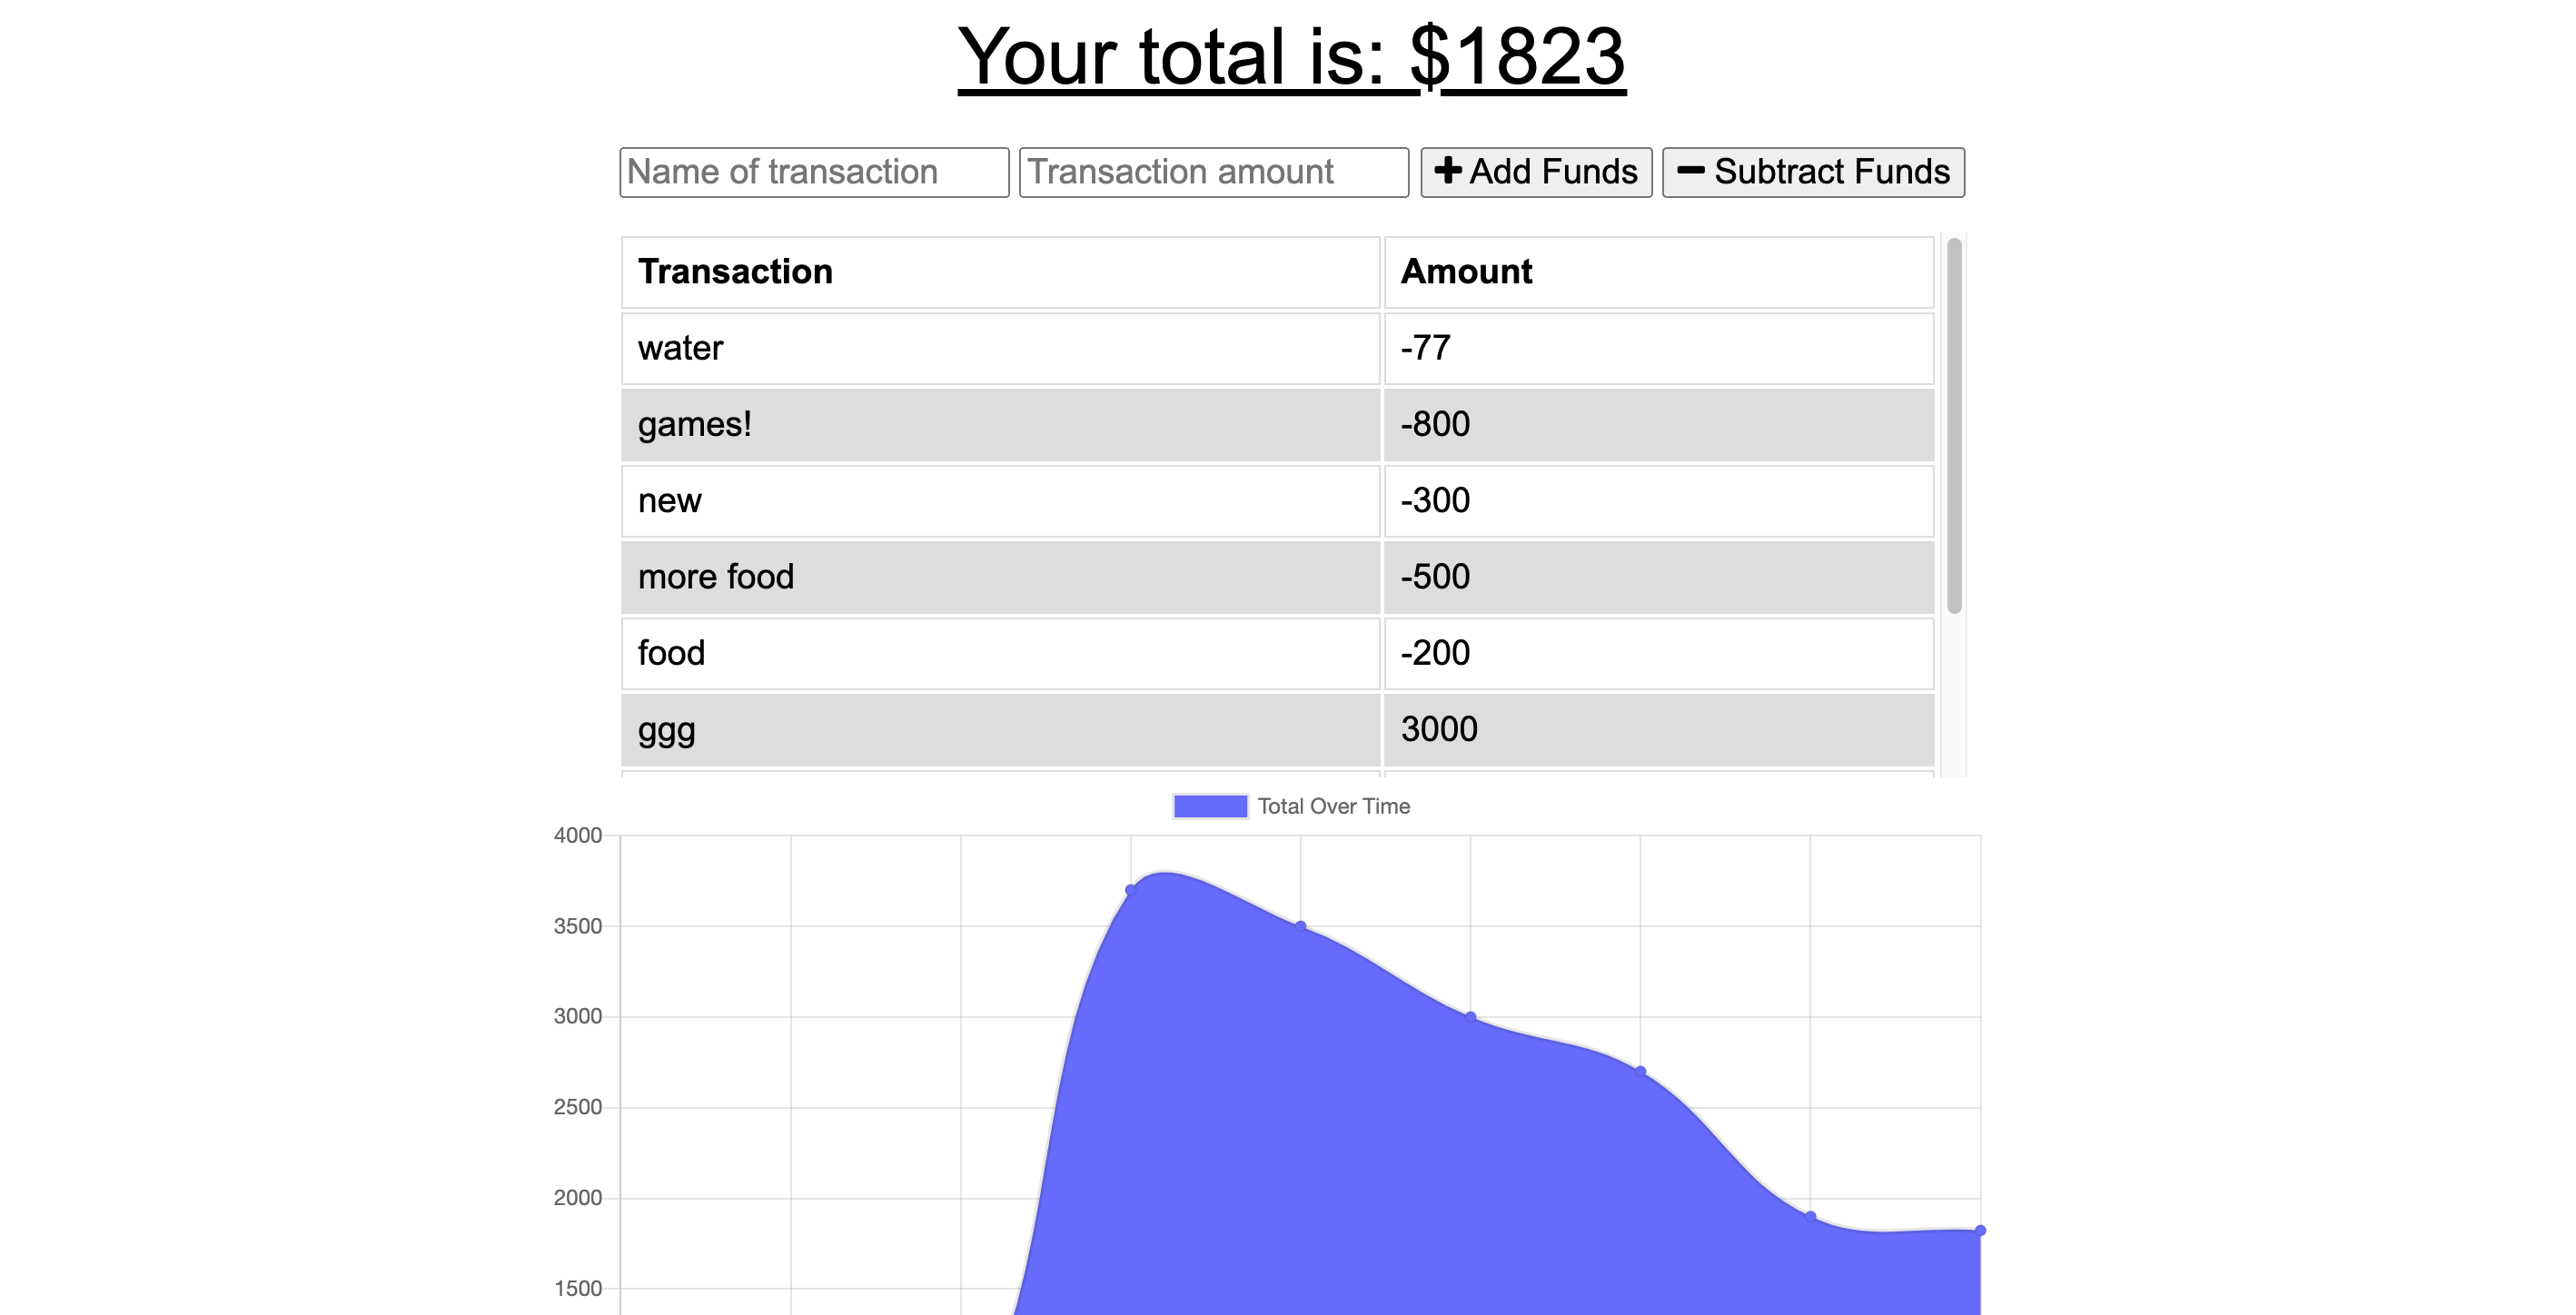 Your total is: $1823
Name of transaction Transaction amount Add Funds Subtract Funds
Transaction Amount
water -77
games! -800
new -300
more food -500
food -200
ggg 3000
Total Over Time
4000
3500
3000
2500
2000
1500